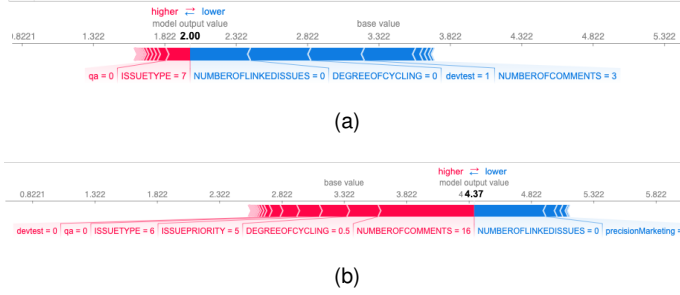 higher ⇄ lower
model output value base value
0.8221 1.322 1.822 2.00 2.322 2.822 3.322 3.822 4.322 4.822 5.322
qa = 0 ISSUETYPE = 7 NUMBEROFLINKEDISSUES = 0 DEGREEOFCYCLING = 0 devtest = 1 NUMBEROFCOMMENTS = 3
(a)
higher ⇄ lower
base value model output value
0.8221 1.322 1.822 2.322 2.822 3.322 3.822 4 4.37 4.822 5.322 5.822
devtest = 0 qa = 0 ISSUETYPE = 6 ISSUEPRIORITY = 5 DEGREEOFCYCLING = 0.5 NUMBEROFCOMMENTS = 16 NUMBEROFLINKEDISSUES = 0 precisionMarketing =
(b)